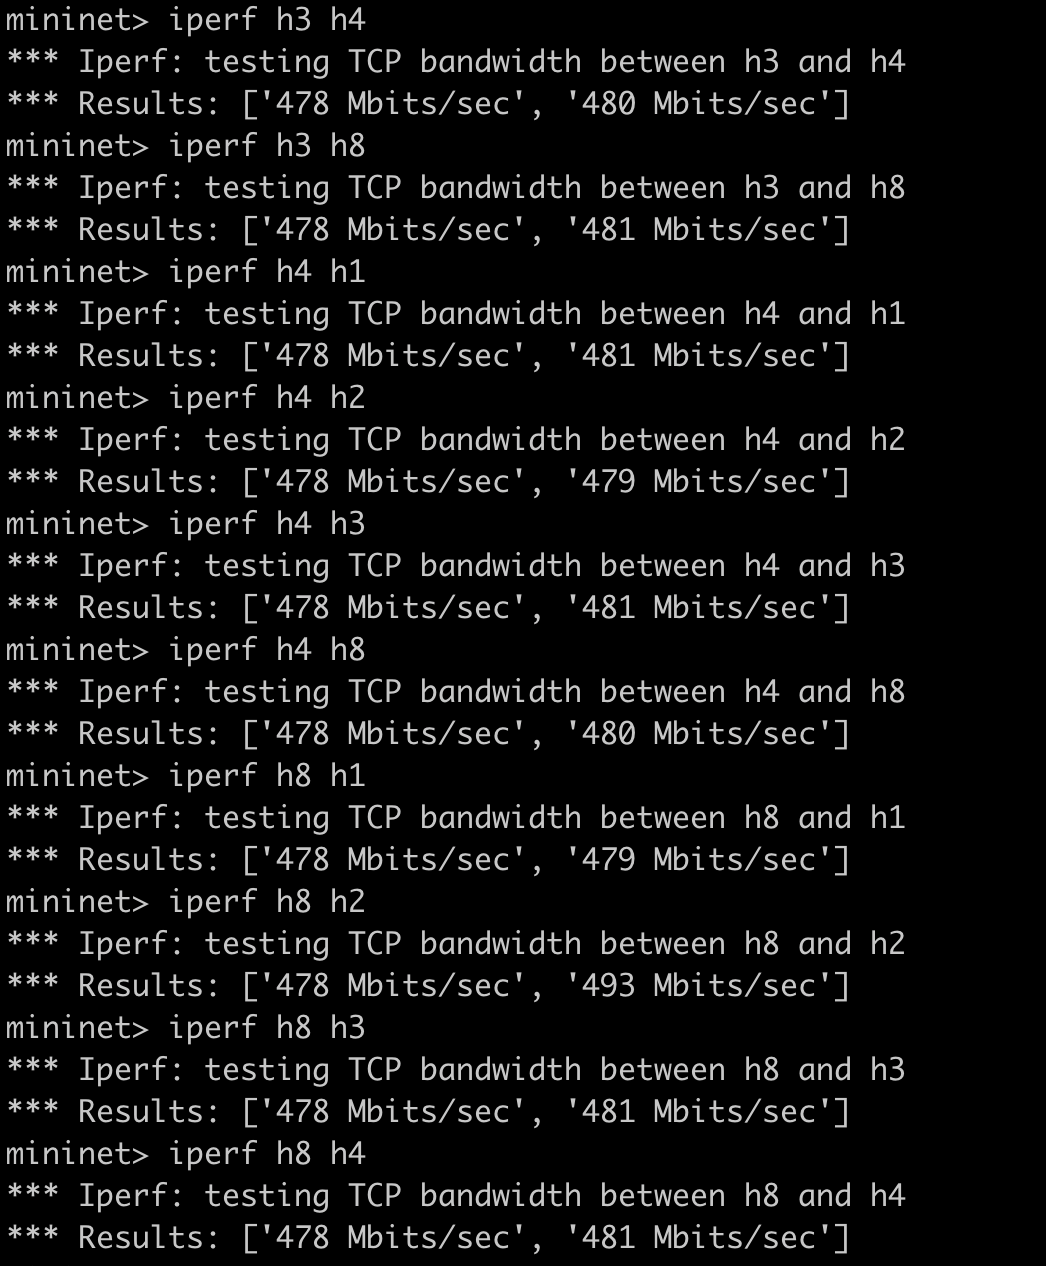 mininet> iperf h3 h4
*** Iperf: testing TCP bandwidth between h3 and h4
*** Results: ['478 Mbits/sec', '480 Mbits/sec']
mininet> iperf h3 h8
*** Iperf: testing TCP bandwidth between h3 and h8
*** Results: ['478 Mbits/sec', '481 Mbits/sec']
mininet> iperf h4 h1
*** Iperf: testing TCP bandwidth between h4 and h1
*** Results: ['478 Mbits/sec', '481 Mbits/sec']
mininet> iperf h4 h2
*** Iperf: testing TCP bandwidth between h4 and h2
*** Results: ['478 Mbits/sec', '479 Mbits/sec']
mininet> iperf h4 h3
*** Iperf: testing TCP bandwidth between h4 and h3
*** Results: ['478 Mbits/sec', '481 Mbits/sec']
mininet> iperf h4 h8
*** Iperf: testing TCP bandwidth between h4 and h8
*** Results: ['478 Mbits/sec', '480 Mbits/sec']
mininet> iperf h8 h1
*** Iperf: testing TCP bandwidth between h8 and h1
*** Results: ['478 Mbits/sec', '479 Mbits/sec']
mininet> iperf h8 h2
*** Iperf: testing TCP bandwidth between h8 and h2
*** Results: ['478 Mbits/sec', '493 Mbits/sec']
mininet> iperf h8 h3
*** Iperf: testing TCP bandwidth between h8 and h3
*** Results: ['478 Mbits/sec', '481 Mbits/sec']
mininet> iperf h8 h4
*** Iperf: testing TCP bandwidth between h8 and h4
*** Results: ['478 Mbits/sec', '481 Mbits/sec']